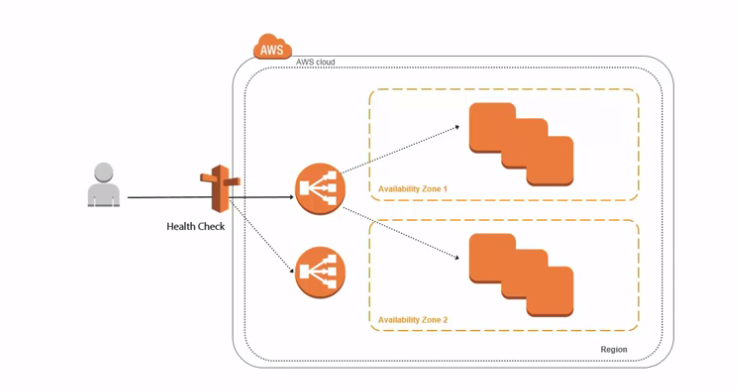 AWS
AWS cloud
Availability Zone 1
Health Check
Availability Zone 2
Region